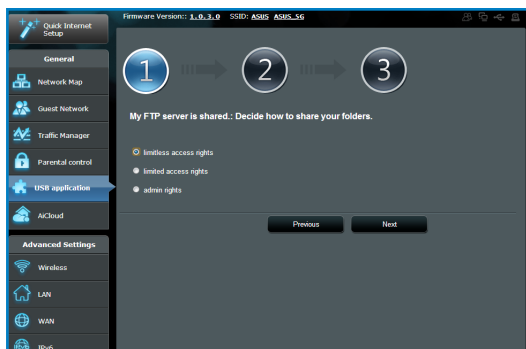 Quick Internet
Setup
Firmware Version:: 1.0.3.0 SSID: ASUS ASUS_5G
General
Network Map
Guest Network
Traffic Manager
Parental control
USB application
AiCloud
Advanced Settings
Wireless
LAN
WAN
IPv6
1
2
3
My FTP server is shared.: Decide how to share your folders.
limitless access rights
limited access rights
admin rights
Previous
Next